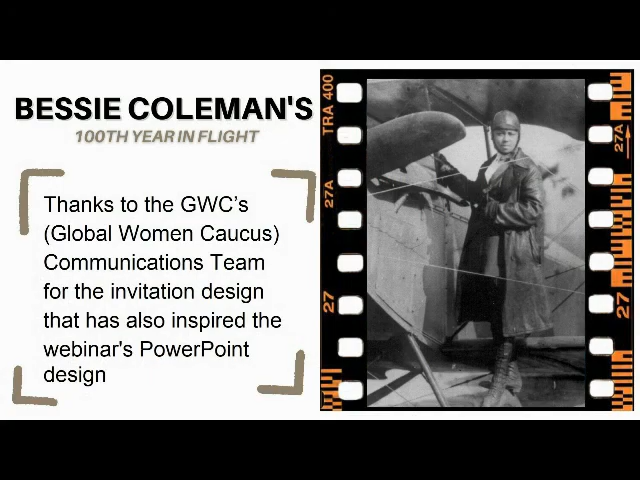 BESSIE COLEMAN'S
100TH YEAR IN FLIGHT
Thanks to the GWC’s
(Global Women Caucus)
Communications Team
for the invitation design
that has also inspired the
webinar's PowerPoint
design
TRA 400
27A
27
27A
27